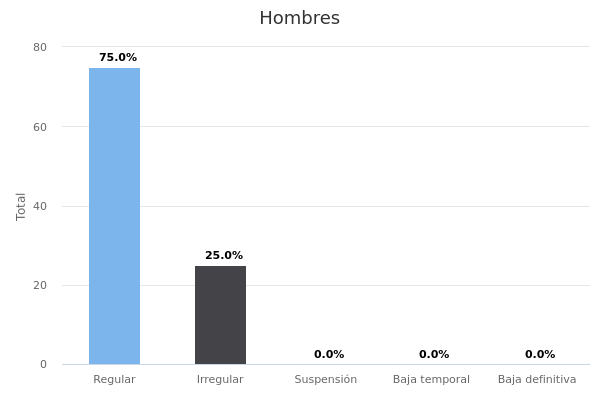 Hombres
Total
80
60
40
20
0
75.0%
25.0%
0.0%
0.0%
0.0%
Regular
Irregular
Suspensión
Baja temporal
Baja definitiva